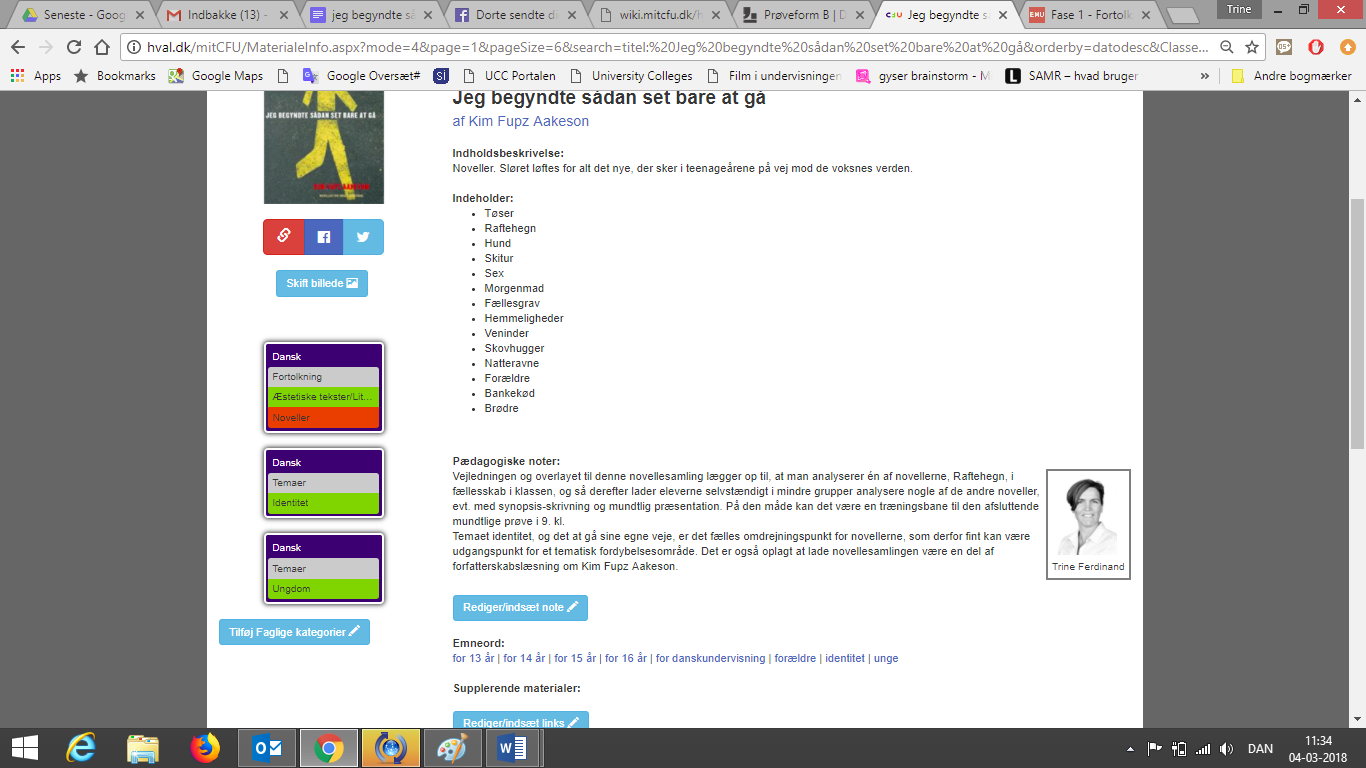 Seneste - Goog
Indbakke (13) -
jeg begyndte så
Dorte sendte di
wiki.mitcfu.dk/h
Prøveform B | D
Jeg begyndte så
Fase 1 - Fortolk
Trine
hval.dk/mitCFU/MaterialeInfo.aspx?mode=4&page=1&pageSize=6&search=titel:%20Jeg%20begyndte%20sådan%20set%20bare%20at%20gå&orderby=datodesc&Classe...
Apps
Bookmarks
Google Maps
Google Oversæt#
UCC Portalen
University Colleges
Film i undervisningen
gyser brainstorm - M
SAMR – hvad bruger
»
Andre bogmærker
JEG BEGYNDTE SÅDAN SET BARE AT GÅ
Skift billede
Dansk
Fortolkning
Æstetiske tekster/Lit...
Noveller
Dansk
Temaer
Identitet
Dansk
Temaer
Ungdom
Tilføj Faglige kategorier
Jeg begyndte sådan set bare at gå
af Kim Fupz Aakeson
Indholdsbeskrivelse:
Noveller. Sløret løftes for alt det nye, der sker i teenageårene på vej mod de voksnes verden.
Indeholder:
Tøser
Raftehegn
Hund
Skitur
Sex
Morgenmad
Fællesgrav
Hemmeligheder
Veninder
Skovhugger
Natteravne
Forældre
Bankekød
Brødre
Pædagogiske noter:
Vejledningen og overlayet til denne novellesamling lægger op til, at man analyserer én af novellerne, Raftehegn, i
fællesskab i klassen, og så derefter lader eleverne selvstændigt i mindre grupper analysere nogle af de andre noveller,
evt. med synopsis-skrivning og mundtlig præsentation. På den måde kan det være en træningsbane til den afsluttende
mundtlige prøve i 9. kl.
Temaet identitet, og det at gå sine egne veje, er det fælles omdrejningspunkt for novellerne, som derfor fint kan være
udgangspunkt for et tematisk fordybelsesområde. Det er også oplagt at lade novellesamlingen være en del af
forfatterskabslæsning om Kim Fupz Aakeson.
Trine Ferdinand
Rediger/indsæt note
Emneord:
for 13 år | for 14 år | for 15 år | for 16 år | for danskundervisning | forældre | identitet | unge
Supplerende materialer:
Rediger/indsæt links
DAN
11:34
04-03-2018